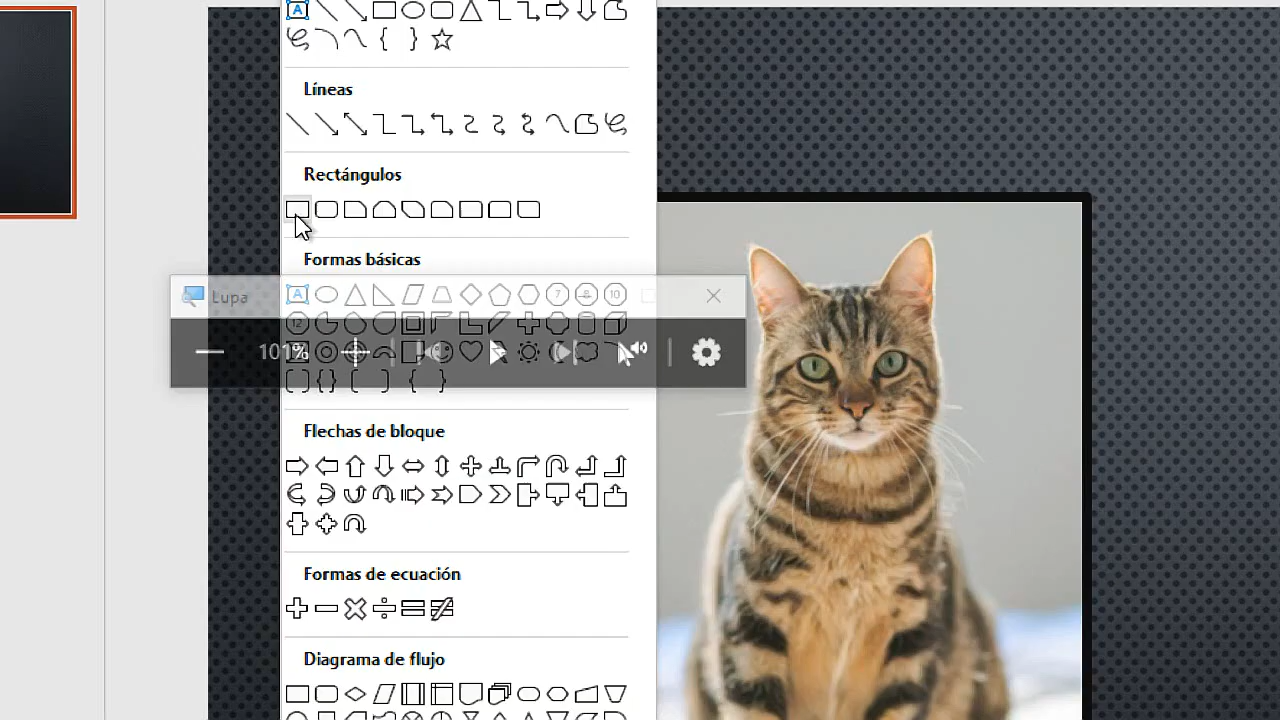 Líneas
Rectángulos
Formas básicas
Lupa
101%
Flechas de bloque
Formas de ecuación
Diagrama de flujo